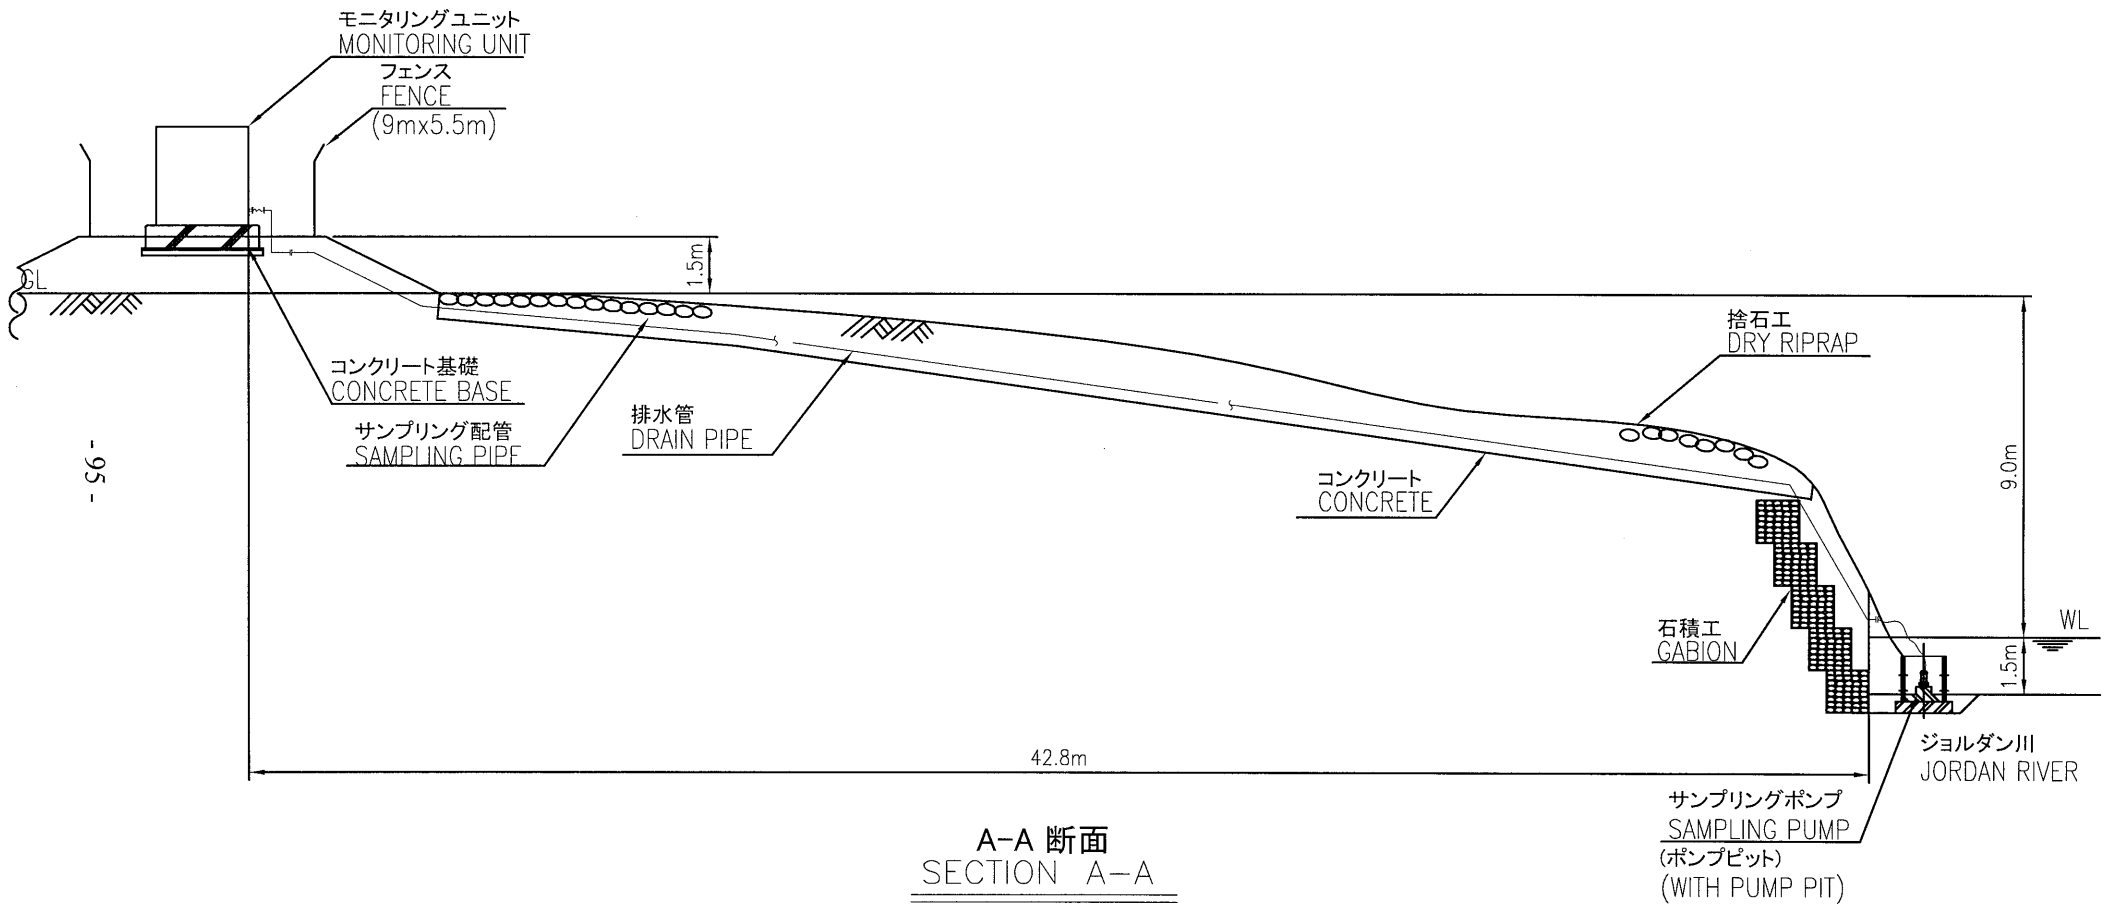 モニタリングユニット
MONITORING UNIT
フェンス
FENCE
(9mx5.5m)
1.5m
GL
コンクリート基礎
CONCRETE BASE
サンプリング配管
SAMPLING PIPE
排水管
DRAIN PIPE
捨石工
DRY RIPRAP
コンクリート
CONCRETE
9.0m
石積工
GABION
WL
1.5m
42.8m
ジョルダン川
JORDAN RIVER
サンプリングポンプ
SAMPLING PUMP
(ポンプピット)
(WITH PUMP PIT)
A-A 断面
SECTION A-A
- 95 -